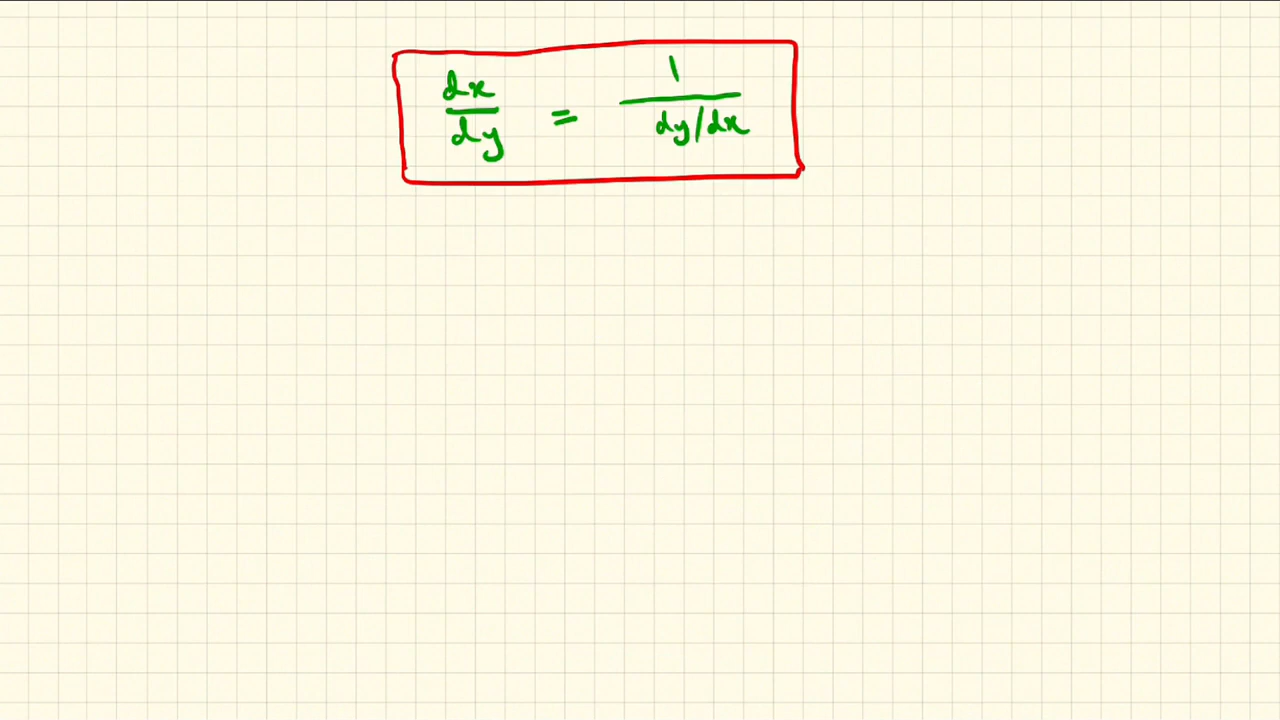 dx/dy = 1/(dy/dx)